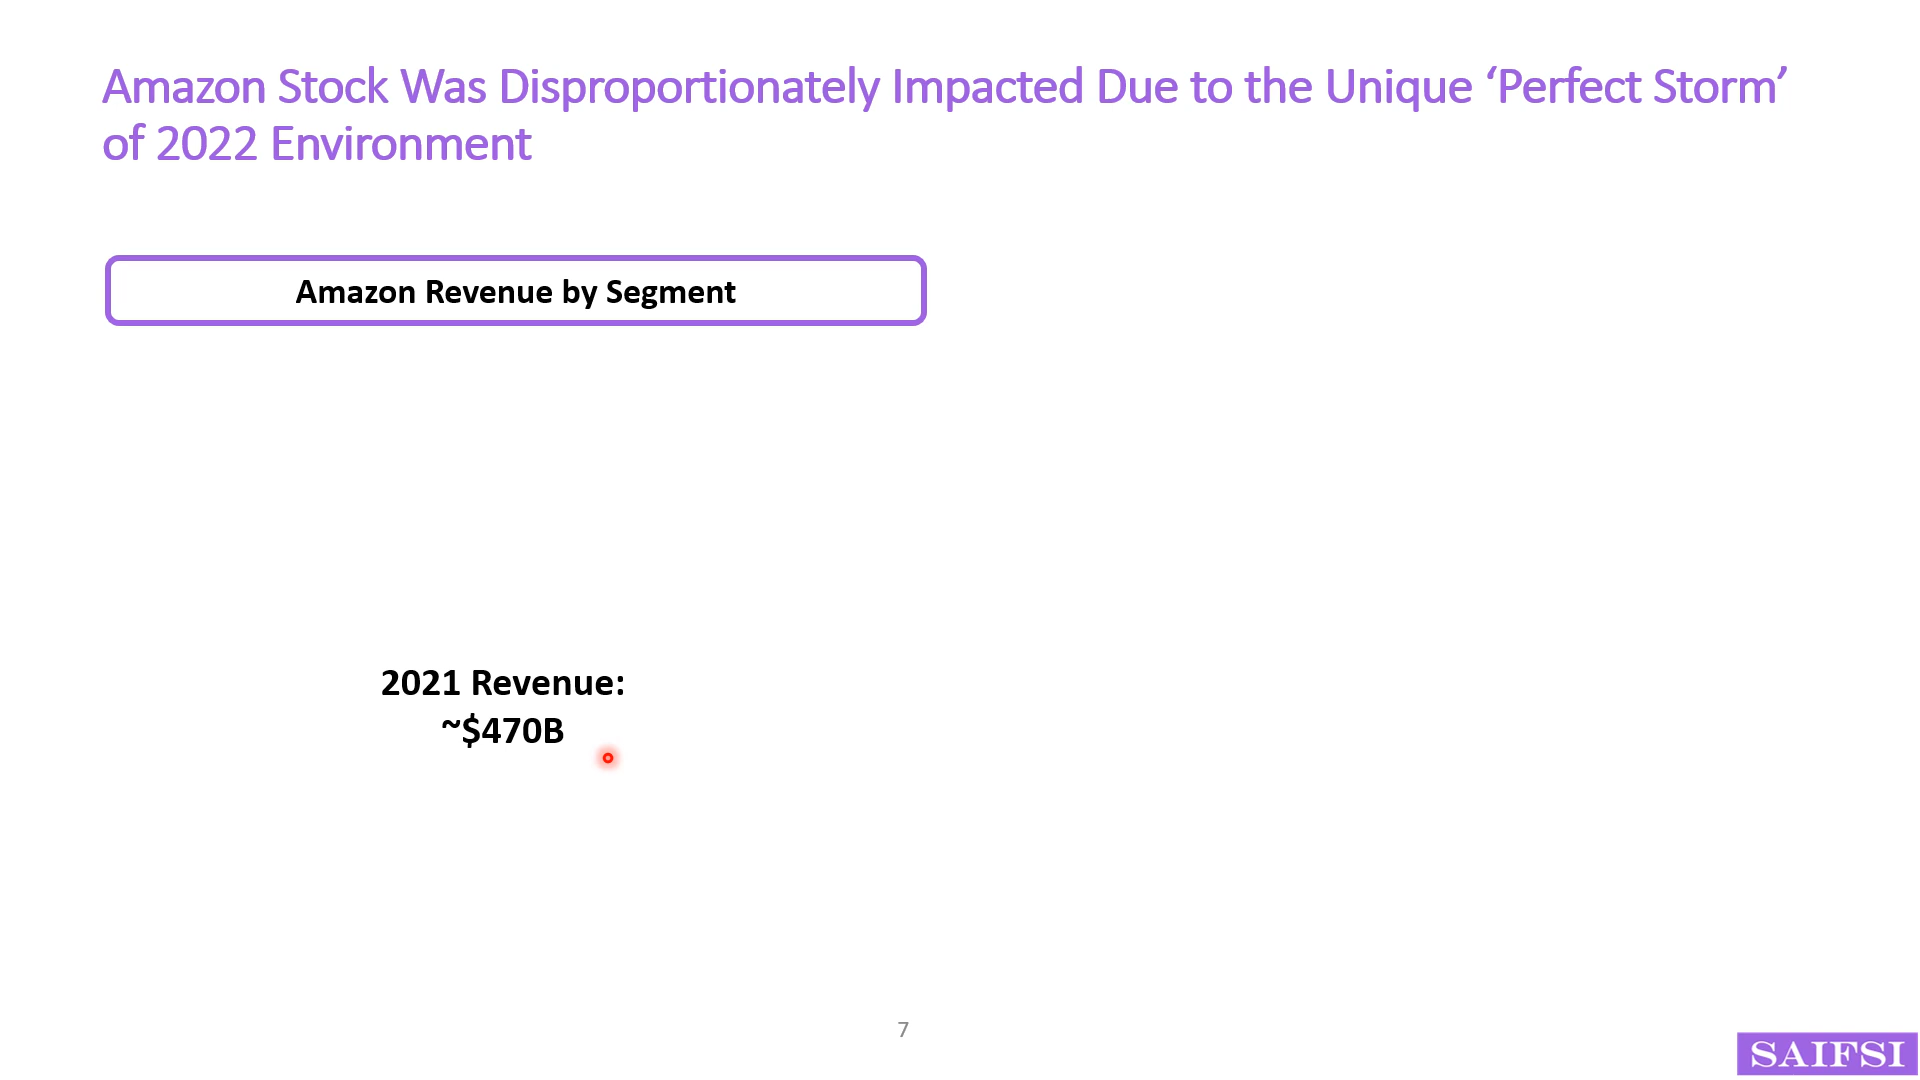 Amazon Stock Was Disproportionately Impacted Due to the Unique ‘Perfect Storm’
of 2022 Environment
Amazon Revenue by Segment
2021 Revenue:
~$470B
7
SAIFSI